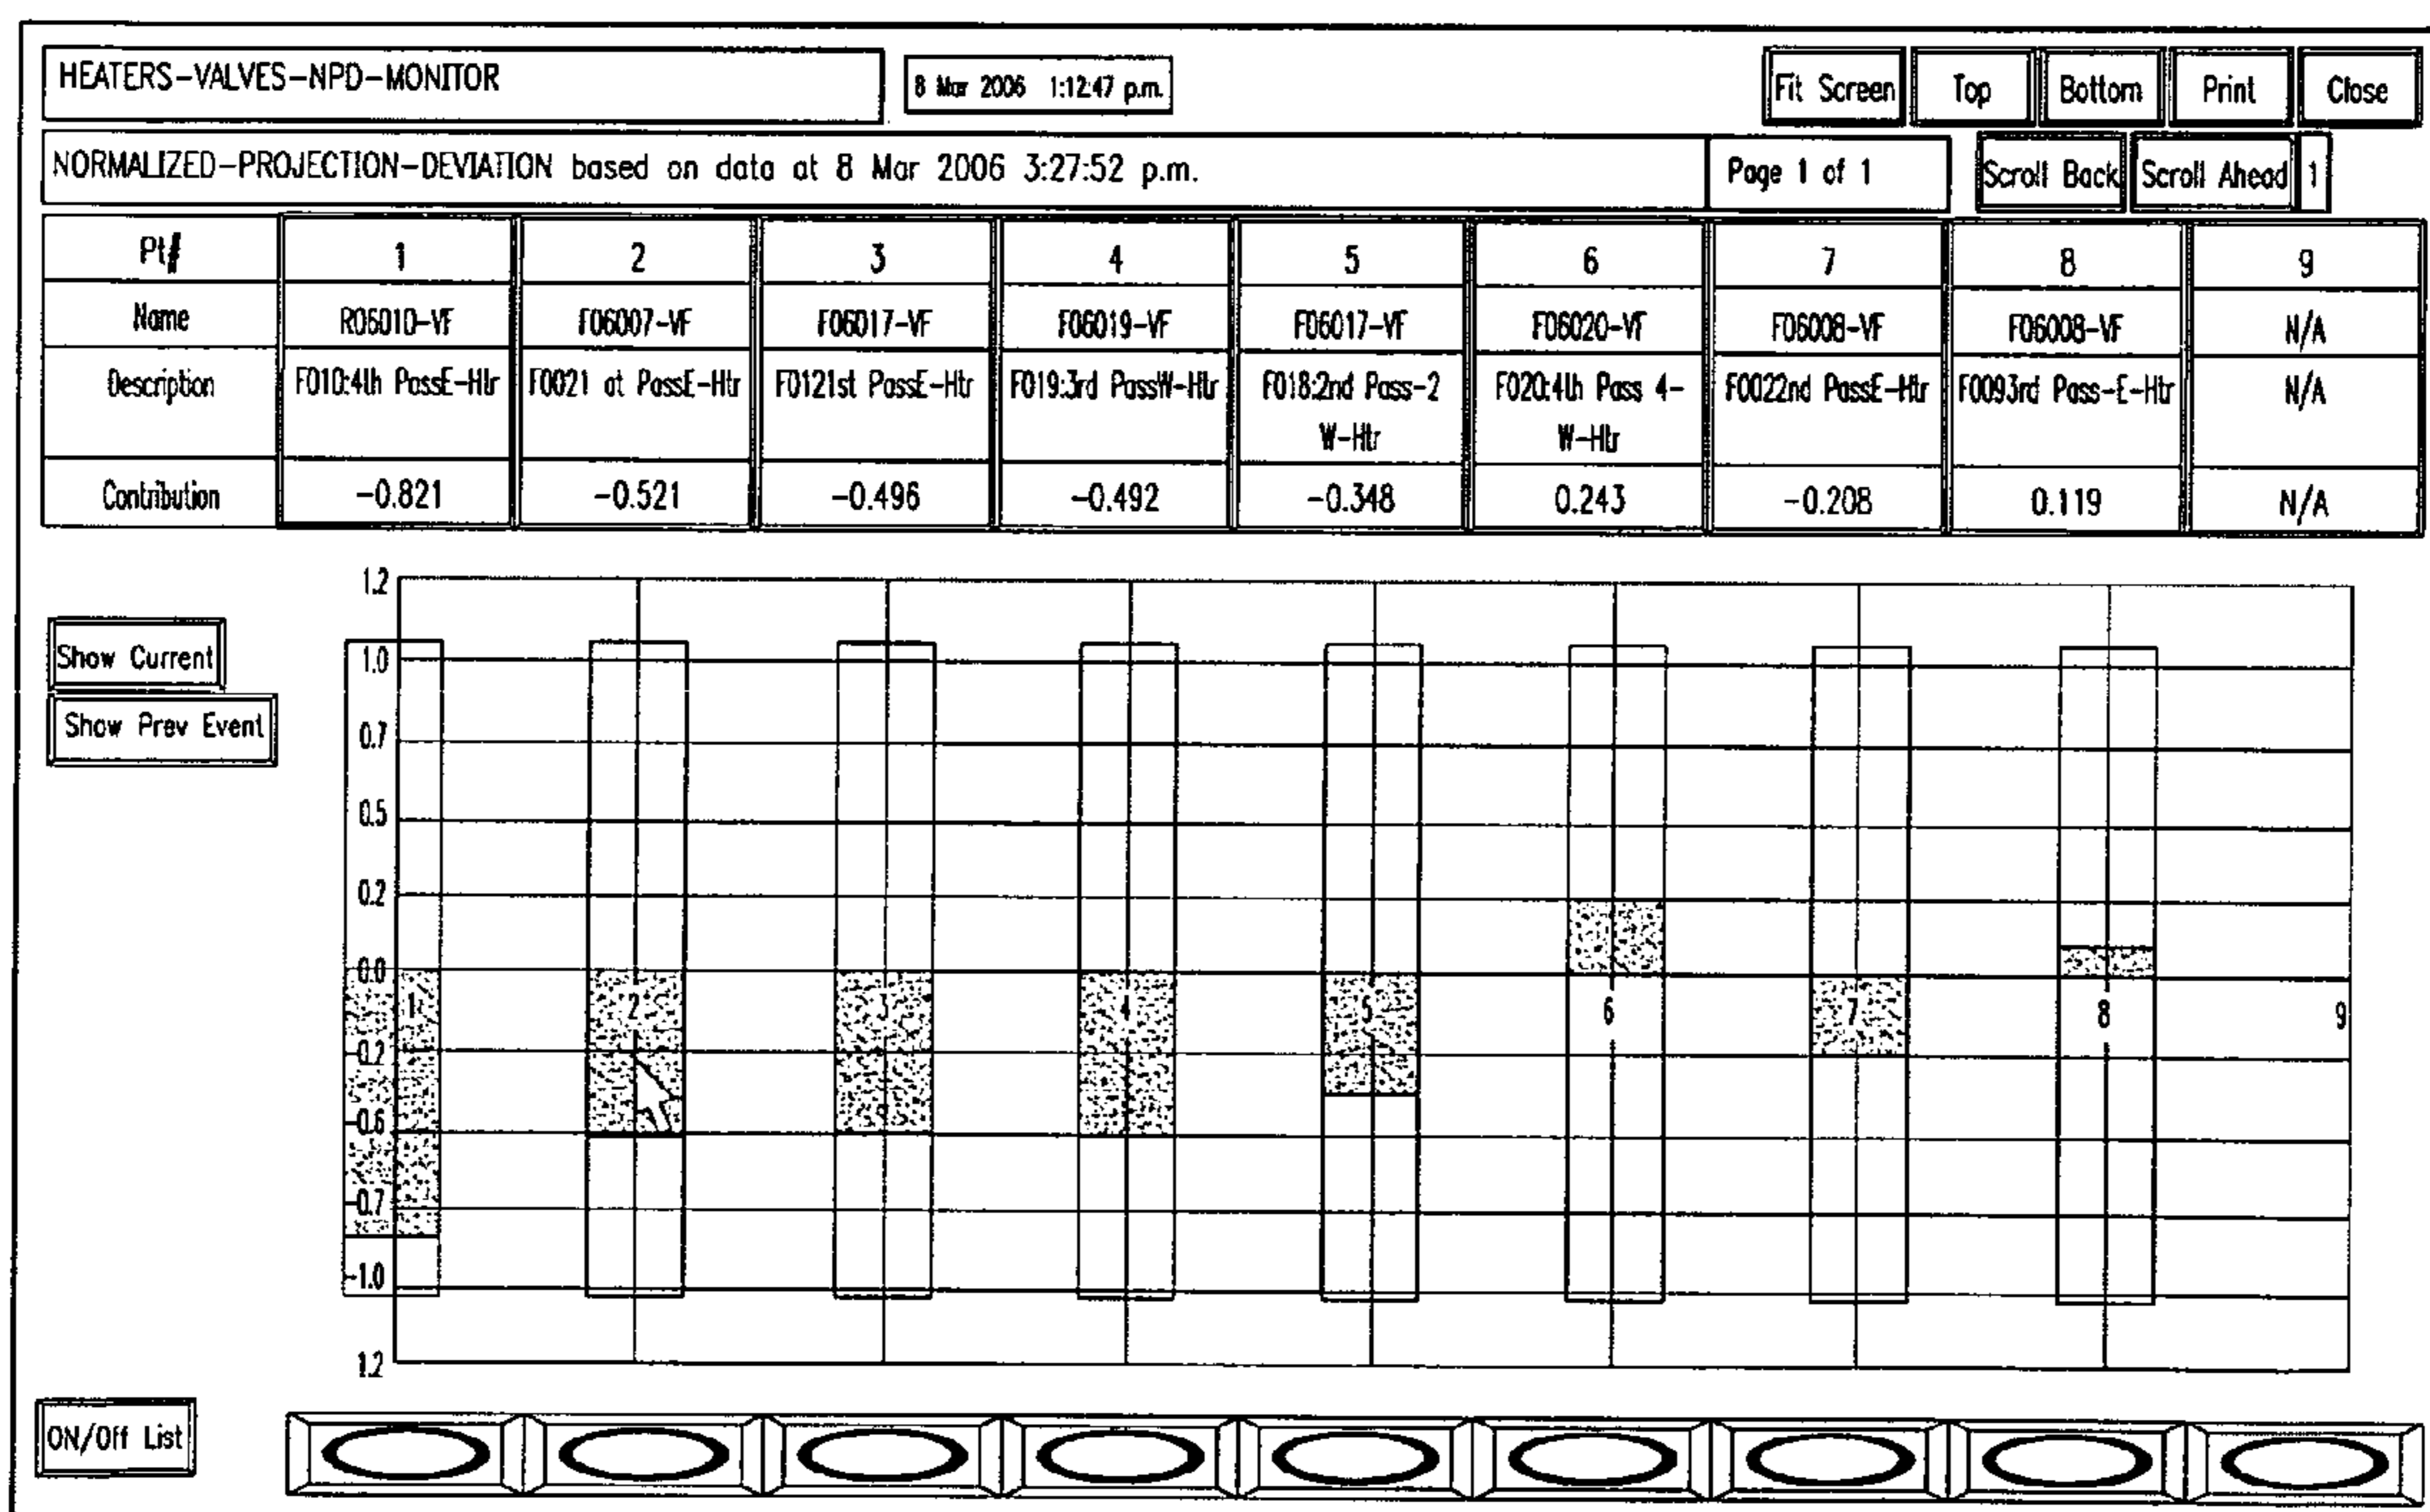 HEATERS-VALVES-NPD-MONITOR
8 Mar 2006 1:12:47 p.m.
Fit Screen Top Bottom Print Close
NORMALIZED-PROJECTION-DEVIATION based on data at 8 Mar 2006 3:27:52 p.m.
Page 1 of 1
Scroll Back Scroll Ahead 1
Pt# 1 2 3 4 5 6 7 8 9
Name R06010-VF F06007-VF F06017-VF F06019-VF F06017-VF F06020-VF F06008-VF F06008-VF N/A
Description F010:4th PassE-Htr F0021 at PassE-Htr F0121st PassE-Htr F019:3rd PassW-Htr F018:2nd Pass-2 F020:4th Pass 4- F0022nd PassE-Htr F0093rd Pass-E-Htr N/A
W-Htr W-Htr
Contribution -0.821 -0.521 -0.496 -0.492 -0.348 0.243 -0.208 0.119 N/A
1.2
Show Current
1.0
Show Prev Event
0.7
0.5
0.2
0.0
1 2 3 4 5 6 7 8 9
-0.2
-0.6
-0.7
-1.0
1.2
ON/Off List